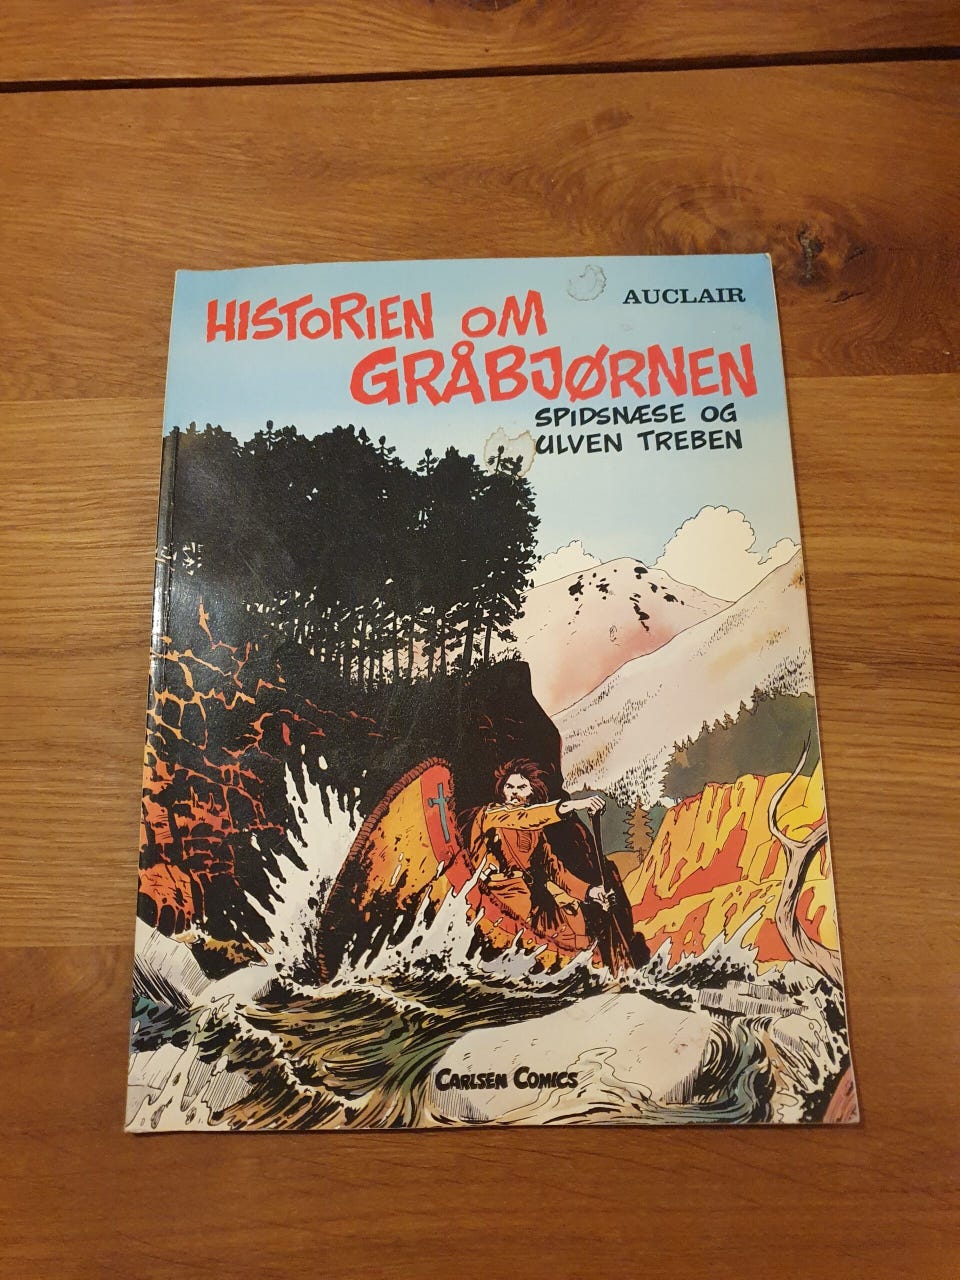 AUCLAIR
HISTORIEN OM
GRÅBJØRNEN
SPIDSNÆSE OG
ULVEN TREBEN
CARLSEN COMICS